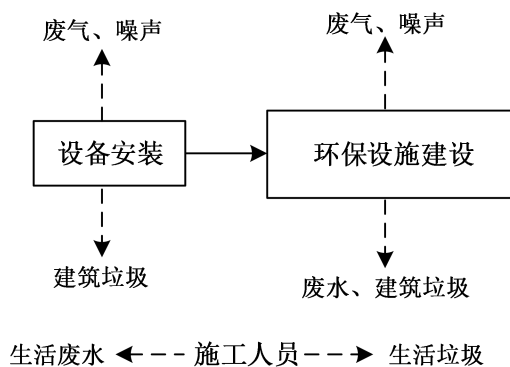 废气、噪声
废气、噪声
设备安装
环保设施建设
建筑垃圾
废水、建筑垃圾
生活废水
施工人员
生活垃圾